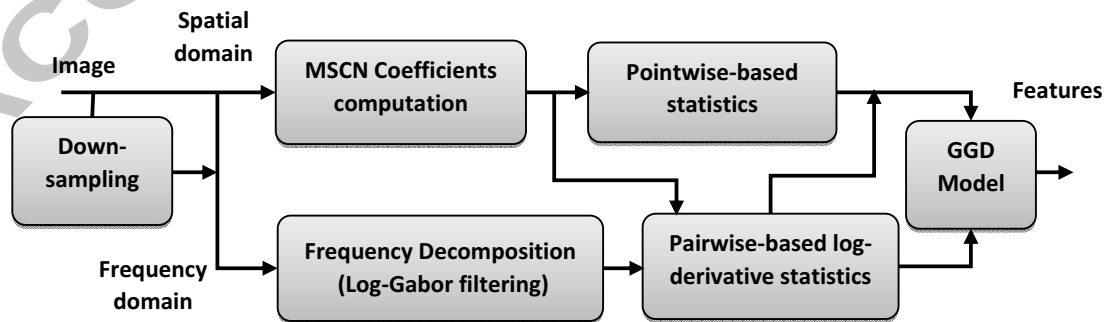 Spatial
domain
Image
MSCN Coefficients
computation
Pointwise-based
statistics
Features
Down-
sampling
GGD
Model
Frequency Decomposition
(Log-Gabor filtering)
Pairwise-based log-
derivative statistics
Frequency
domain